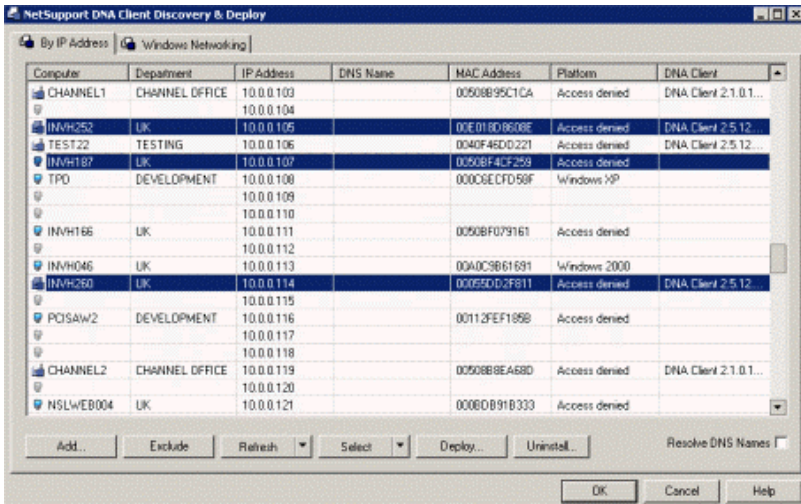 NetSupport DNA Client Discovery & Deploy
By IP Address Windows Networking
Computer Department IP Address DNS Name MAC Address Platform DNA Client
CHANNEL1 CHANNEL OFFICE 10.0.0.103 00508B95C1CA Access denied DNA Client 2.1.0.1...
10.0.0.104
INVH252 UK 10.0.0.105 00E018D8608E Access denied DNA Client 2.5.12...
TEST22 TESTING 10.0.0.106 0040F46DD221 Access denied DNA Client 2.5.12...
INVH187 UK 10.0.0.107 0050BF4CF259 Access denied
TPD DEVELOPMENT 10.0.0.108 000C6ECFD58F Windows XP
10.0.0.109
10.0.0.110
INVH166 UK 10.0.0.111 0050BF079161 Access denied
10.0.0.112
INVH046 UK 10.0.0.113 00A0C9B61691 Windows 2000
INVH260 UK 10.0.0.114 00055DD2F811 Access denied DNA Client 2.5.12...
10.0.0.115
PCISAW2 DEVELOPMENT 10.0.0.116 00112FEF185B Access denied
10.0.0.117
10.0.0.118
CHANNEL2 CHANNEL OFFICE 10.0.0.119 00508B8EA68D Access denied DNA Client 2.1.0.1...
10.0.0.120
NSLWEB004 UK 10.0.0.121 000BDB91B333 Access denied
Add... Exclude Refresh Select Deploy... Uninstall... Resolve DNS Names
OK Cancel Help